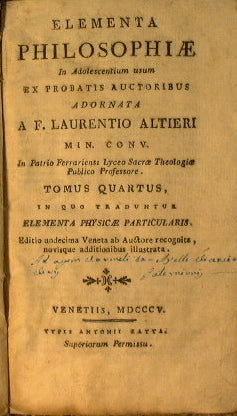 ELEMENTA
PHILOSOPHIÆ
In Adolescentium usum
EX PROBATIS AUCTORIBUS
ADORNATA
A F. LAURENTIO ALTIERI
MIN. CONV.
In Patrio Ferrariensi Lyceo Sacræ Theologiæ
Publico Professore.
TOMUS QUARTUS,
IN QUO TRADUNTUR
ELEMENTA PHYSICÆ PARTICULARIS.
Editio undecima Veneta ab Auctore recognita,
novisque additionibus illustrata.
Ad
VENETIIS, MDCCCV.
TYPIS ANTONII ZATTA.
Superiorum Permissu.